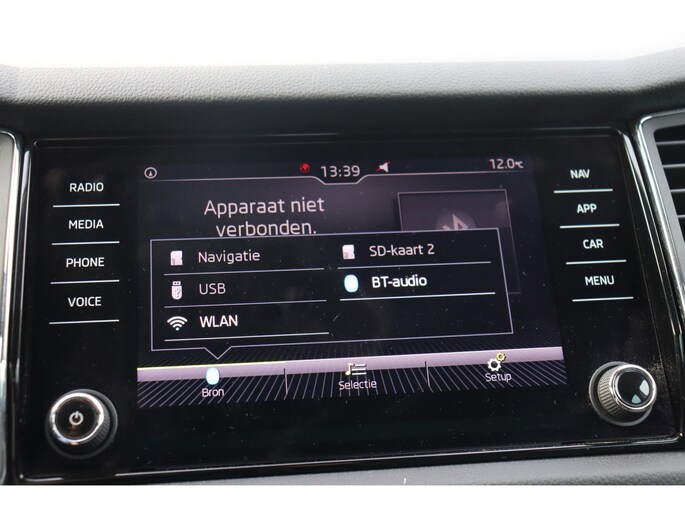 13:39
12.0°C
Apparaat niet
verbonden.
Navigatie
SD-kaart 2
USB
BT-audio
WLAN
Bron
Selectie
Setup
RADIO
MEDIA
PHONE
VOICE
NAV
APP
CAR
MENU